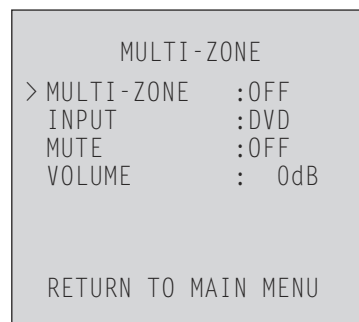 MULTI-ZONE
> MULTI-ZONE :OFF
INPUT :DVD
MUTE :OFF
VOLUME : 0dB
RETURN TO MAIN MENU